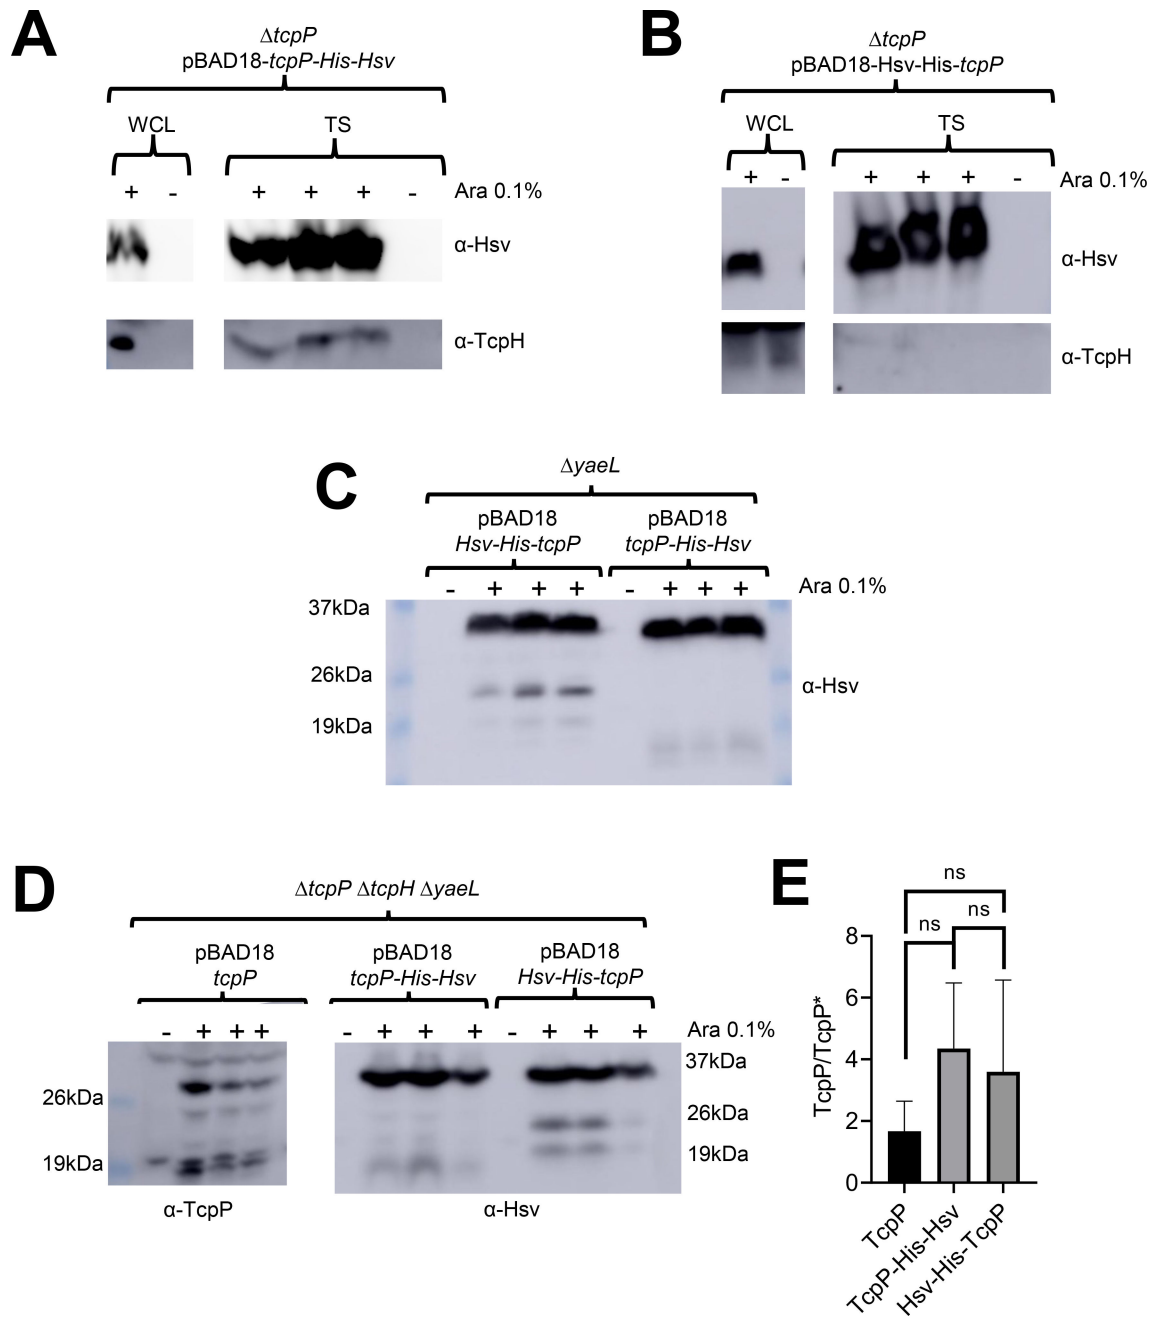 A
ΔtcpP
pBAD18-tcpP-His-Hsv
WCL
TS
+ - + + + - Ara 0.1%
α-Hsv
α-TcpH
B
ΔtcpP
pBAD18-Hsv-His-tcpP
WCL
TS
+ - + + + - Ara 0.1%
α-Hsv
α-TcpH
C
ΔyaeL
pBAD18 pBAD18
Hsv-His-tcpP tcpP-His-Hsv
- + + + - + + + Ara 0.1%
37kDa
26kDa
19kDa
α-Hsv
D
ΔtcpP ΔtcpH ΔyaeL
pBAD18 pBAD18 pBAD18
tcpP tcpP-His-Hsv Hsv-His-tcpP
- + + + - + + + - + + + Ara 0.1%
26kDa
19kDa
37kDa
26kDa
19kDa
α-TcpP
α-Hsv
E
ns
ns
ns
8
6
4
2
0
TcpP/TcpP*
TcpP
TcpP-His-Hsv
Hsv-His-TcpP